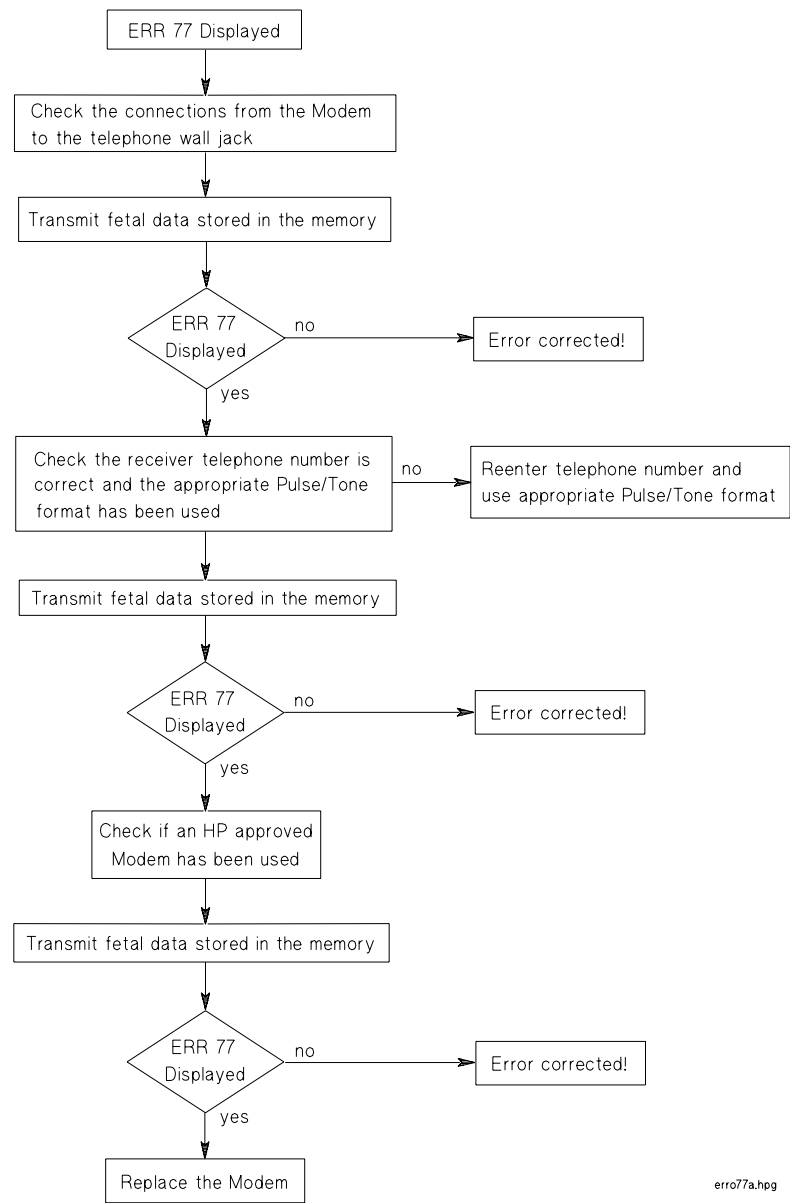 ERR 77 Displayed
Check the connections from the Modem
to the telephone wall jack
Transmit fetal data stored in the memory
ERR 77
Displayed
no
Error corrected!
yes
Check the receiver telephone number is
correct and the appropriate Pulse/Tone
format has been used
no
Reenter telephone number and
use appropriate Pulse/Tone format
Transmit fetal data stored in the memory
ERR 77
Displayed
no
Error corrected!
yes
Check if an HP approved
Modem has been used
Transmit fetal data stored in the memory
ERR 77
Displayed
no
Error corrected!
yes
Replace the Modem
erro77a.hpg